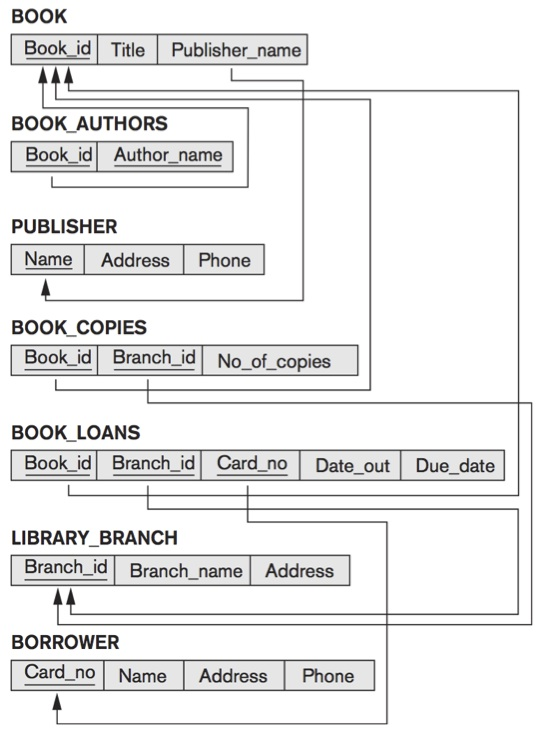 BOOK
Book_id Title Publisher_name
BOOK_AUTHORS
Book_id Author_name
PUBLISHER
Name Address Phone
BOOK_COPIES
Book_id Branch_id No_of_copies
BOOK_LOANS
Book_id Branch_id Card_no Date_out Due_date
LIBRARY_BRANCH
Branch_id Branch_name Address
BORROWER
Card_no Name Address Phone